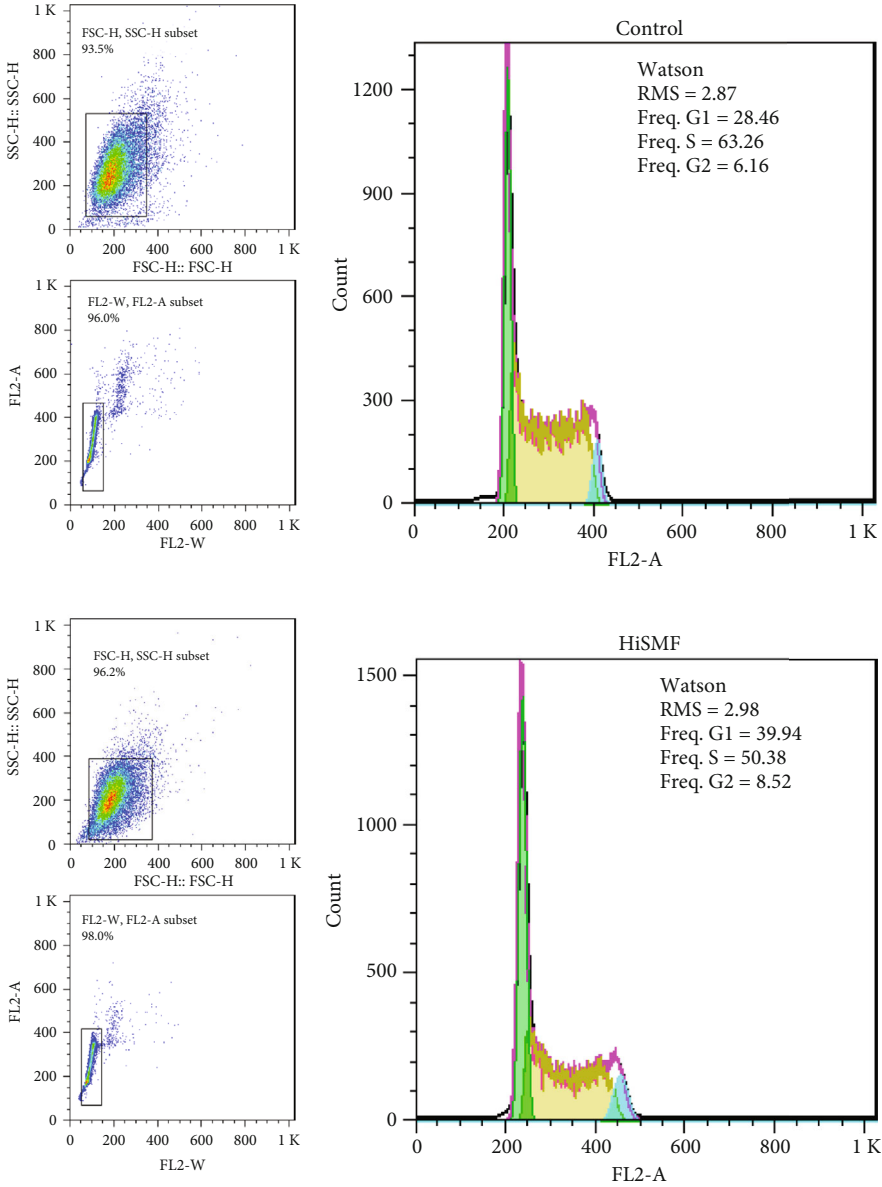 FSC-H, SSC-H subset
93.5%
1 K
800
600
400
200
0
SSC-H:: SSC-H
0 200 400 600 800 1 K
FSC-H:: FSC-H
FL2-W, FL2-A subset
96.0%
1 K
800
600
400
200
0
FL2-A
0 200 400 600 800 1 K
FL2-W
Control
Watson
RMS = 2.87
Freq. G1 = 28.46
Freq. S = 63.26
Freq. G2 = 6.16
1200
900
600
300
0
Count
0 200 400 600 800 1 K
FL2-A
FSC-H, SSC-H subset
96.2%
1 K
800
600
400
200
0
SSC-H:: SSC-H
0 200 400 600 800 1 K
FSC-H:: FSC-H
FL2-W, FL2-A subset
98.0%
1 K
800
600
400
200
0
FL2-A
0 200 400 600 800 1 K
FL2-W
HiSMF
Watson
RMS = 2.98
Freq. G1 = 39.94
Freq. S = 50.38
Freq. G2 = 8.52
1500
1000
500
0
Count
0 200 400 600 800 1 K
FL2-A